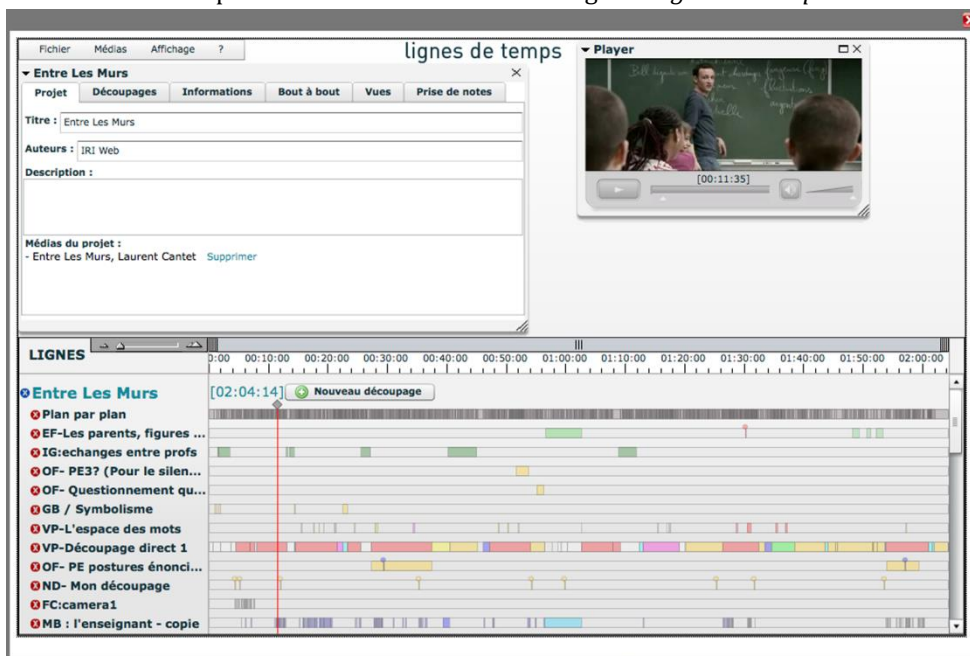 Fichier Médias Affichage ?
lignes de temps
Player
Entre Les Murs
Projet Découpages Informations Bout à bout Vues Prise de notes
Titre : Entre Les Murs
Auteurs : IRI Web
Description :
[00:11:35]
Médias du projet :
- Entre Les Murs, Laurent Cantet Supprimer
LIGNES
0:00 00:10:00 00:20:00 00:30:00 00:40:00 00:50:00 01:00:00 01:10:00 01:20:00 01:30:00 01:40:00 01:50:00 02:00:00
Entre Les Murs [02:04:14] Nouveau découpage
Plan par plan
EF-Les parents, figures ...
IG:echanges entre profs
OF- PE3? (Pour le silen...
OF- Questionnement qu...
GB / Symbolisme
VP-L'espace des mots
VP-Découpage direct 1
OF- PE postures énonci...
ND- Mon découpage
FC:camera1
MB : l'enseignant - copie